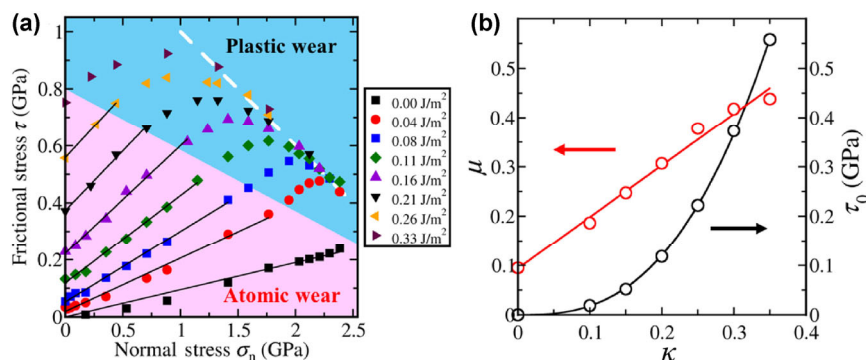 (a)
Frictional stress τ (GPa)
1
0.8
0.6
0.4
0.2
0
Plastic wear
Atomic wear
0 0.5 1 1.5 2 2.5
Normal stress σn (GPa)
0.00 J/m²
0.04 J/m²
0.08 J/m²
0.11 J/m²
0.16 J/m²
0.21 J/m²
0.26 J/m²
0.33 J/m²
(b)
μ
0.5
0.4
0.3
0.2
0.1
0
0 0.1 0.2 0.3 0.4
κ
0.5
0.4
0.3
0.2
0.1
0
τ0 (GPa)